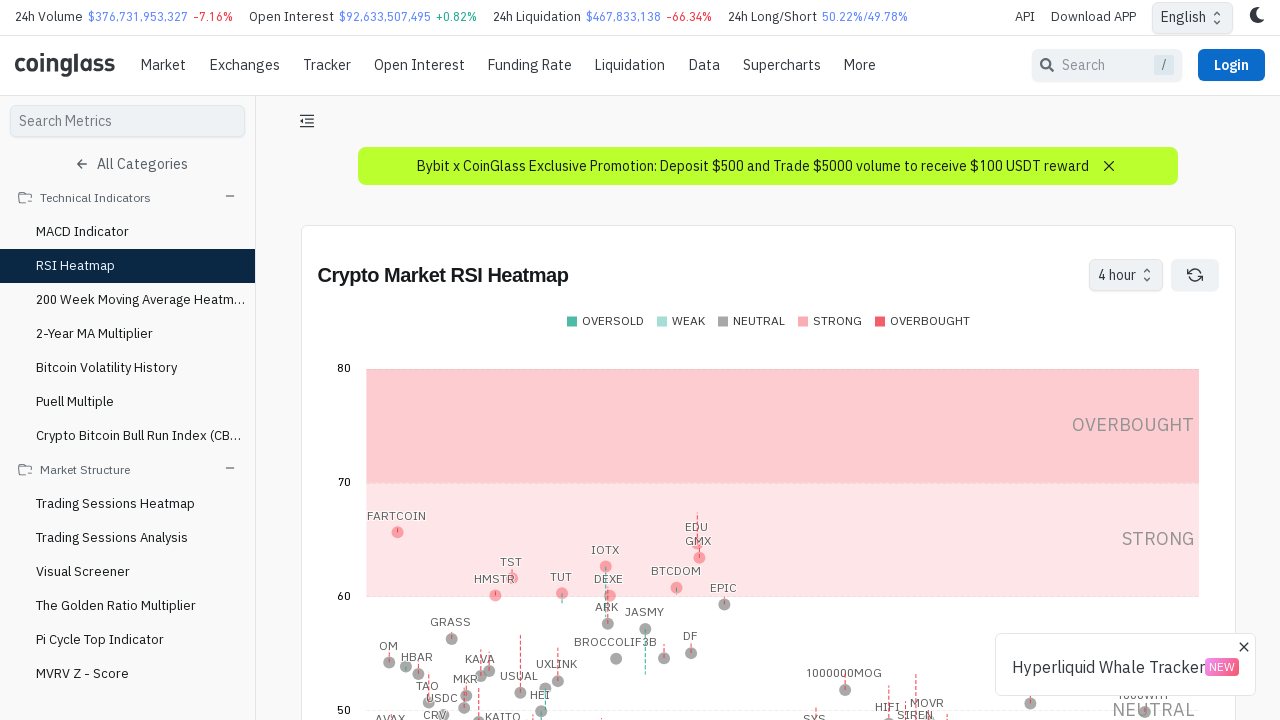 24h Volume $376,731,953,327 -7.16% Open Interest $92,633,507,495 +0.82% 24h Liquidation $467,833,138 -66.34% 24h Long/Short 50.22%/49.78% API Download APP English
coinglass Market Exchanges Tracker Open Interest Funding Rate Liquidation Data Supercharts More Search / Login
Search Metrics
All Categories
Technical Indicators
MACD Indicator
RSI Heatmap
200 Week Moving Average Heatm...
2-Year MA Multiplier
Bitcoin Volatility History
Puell Multiple
Crypto Bitcoin Bull Run Index (CB...
Market Structure
Trading Sessions Heatmap
Trading Sessions Analysis
Visual Screener
The Golden Ratio Multiplier
Pi Cycle Top Indicator
MVRV Z - Score
Bybit x CoinGlass Exclusive Promotion: Deposit $500 and Trade $5000 volume to receive $100 USDT reward
Crypto Market RSI Heatmap 4 hour
OVERSOLD WEAK NEUTRAL STRONG OVERBOUGHT
80
OVERBOUGHT
70
FARTCOIN
EDU
GMX
STRONG
IOTX
TST
BTCDOM
HMSTR TUT DEXE
EPIC
60
ARK JASMY
GRASS
DF
OM BROCCOLIF3B
HBAR KAVA
UXLINK
1000000MOG
USUAL
MKR
TAO
HEI
USDC
MOVR
HIFI
50
NEUTRAL
CRV KAITO SIREN
AVAX SYS
Hyperliquid Whale Tracker NEW